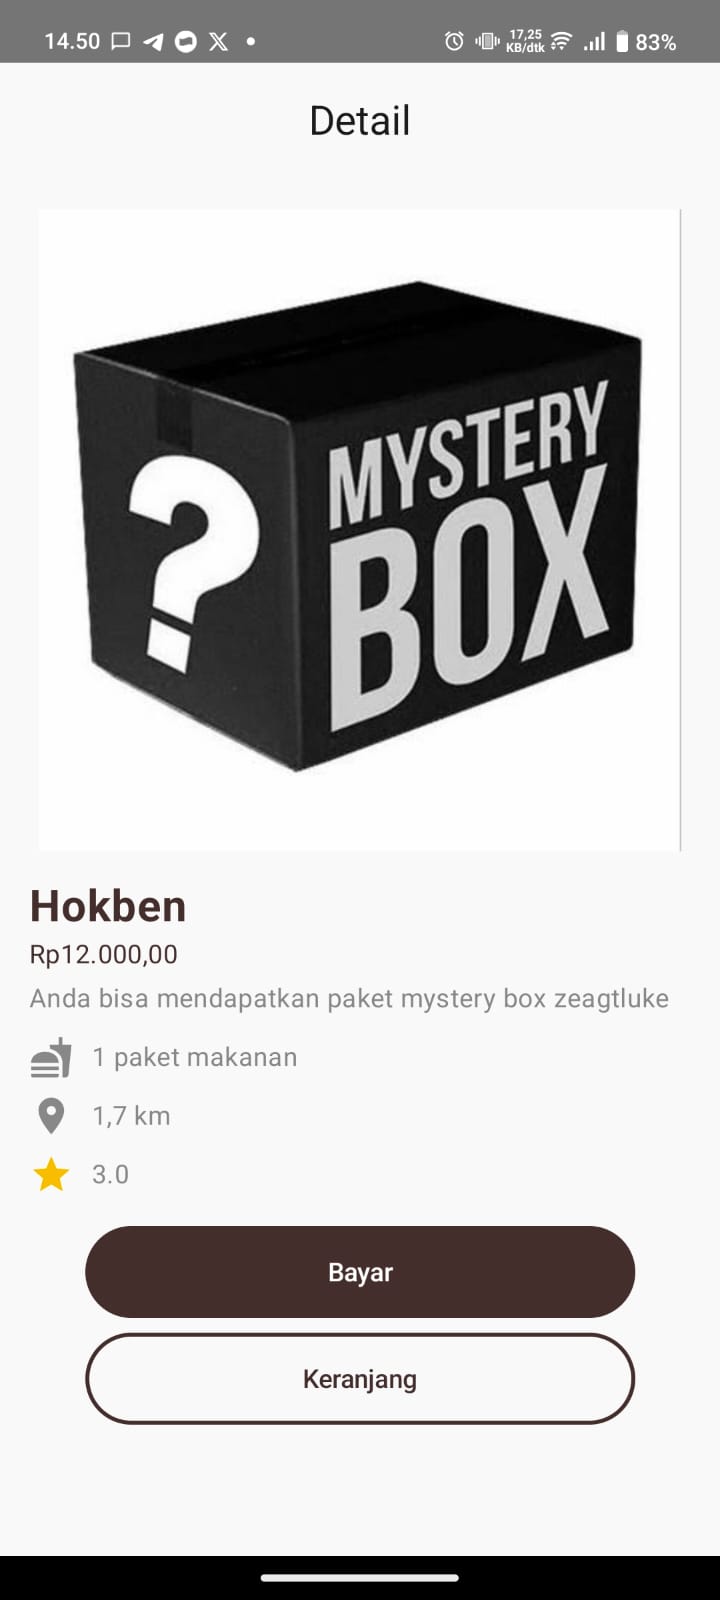 14.50
17,25
KB/dtk
83%
Detail
?
MYSTERY
BOX
Hokben
Rp12.000,00
Anda bisa mendapatkan paket mystery box zeagtluke
1 paket makanan
1,7 km
3.0
Bayar
Keranjang